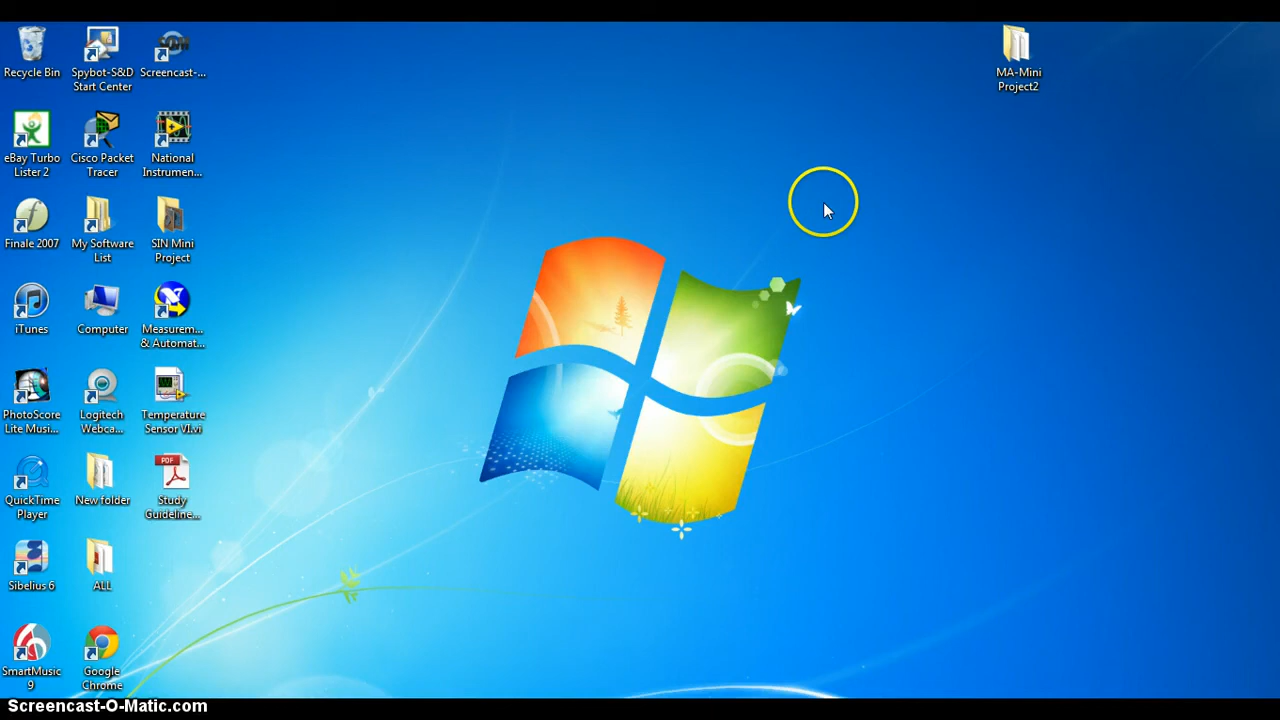 Recycle Bin
Spybot-S&D
Start Center
Screencast-...
MA-Mini
Project2
eBay Turbo
Lister 2
Cisco Packet
Tracer
National
Instrumen...
Finale 2007
My Software
List
SIN Mini
Project
iTunes
Computer
Measurem...
& Automat...
PhotoScore
Lite Musi...
Logitech
Webca...
Temperature
Sensor VI.vi
PDF
QuickTime
Player
New folder
Study
Guideline...
Sibelius 6
ALL
SmartMusic
9
Google
Chrome
Screencast-O-Matic.com